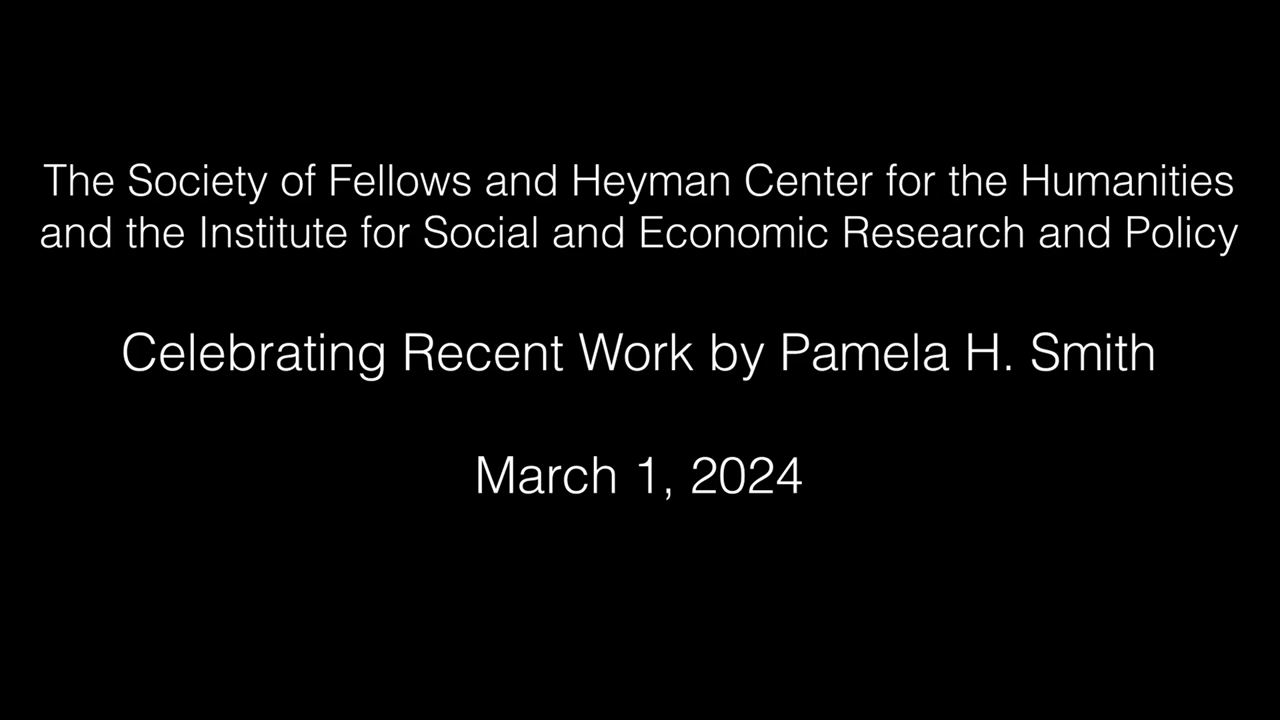 The Society of Fellows and Heyman Center for the Humanities
and the Institute for Social and Economic Research and Policy
Celebrating Recent Work by Pamela H. Smith
March 1, 2024